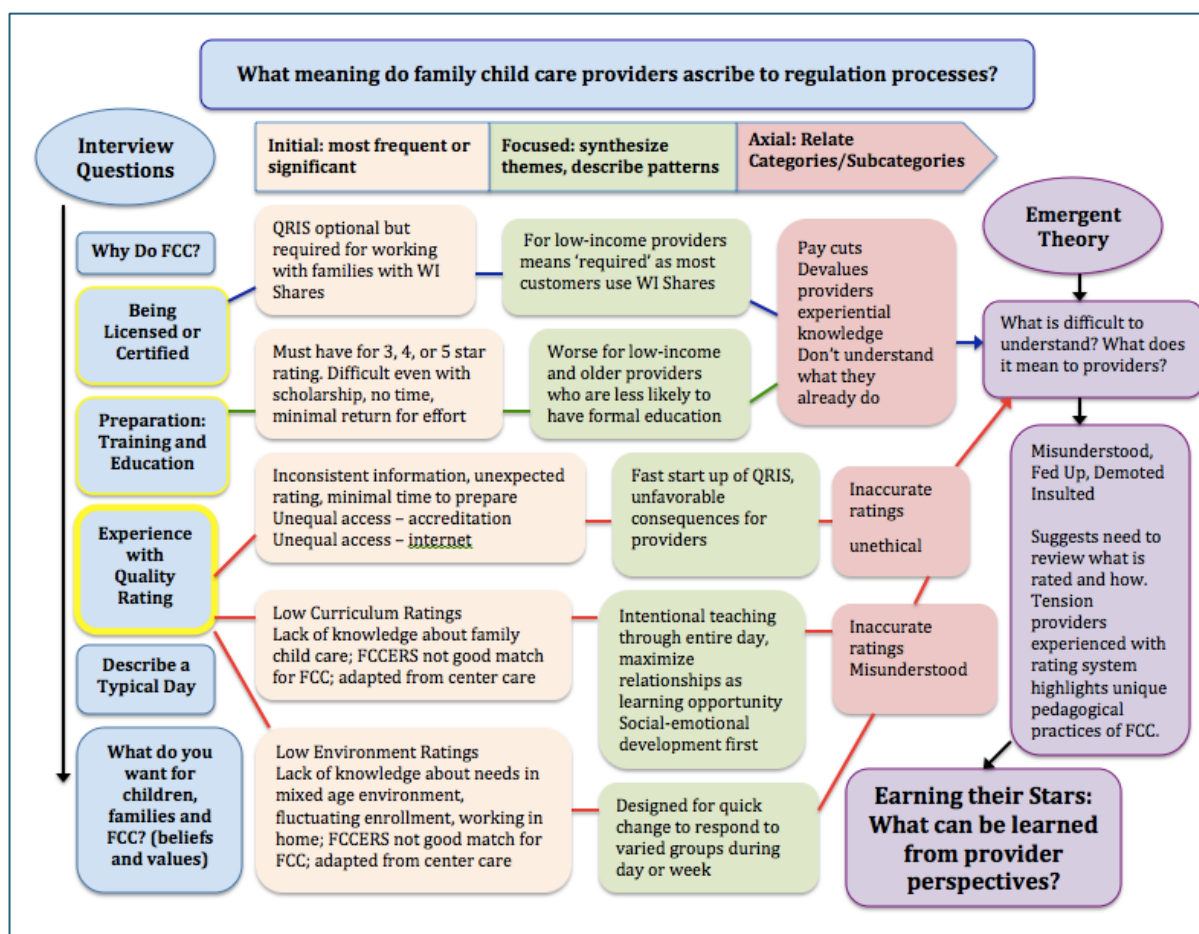 What meaning do family child care providers ascribe to regulation processes?
Interview
Questions
Initial: most frequent or
significant
Focused: synthesize
themes, describe patterns
Axial: Relate
Categories/Subcategories
Emergent
Theory
Why Do FCC?
Being
Licensed or
Certified
Preparation:
Training and
Education
Experience
with
Quality
Rating
Describe a
Typical Day
What do you
want for
children,
families and
FCC? (beliefs
and values)
QRIS optional but
required for working
with families with WI
Shares
For low-income providers
means ‘required’ as most
customers use WI Shares
Pay cuts
Devalues
providers
experiential
knowledge
Don’t understand
what they
already do
Must have for 3, 4, or 5 star
rating. Difficult even with
scholarship, no time,
minimal return for effort
Worse for low-income
and older providers
who are less likely to
have formal education
Inconsistent information, unexpected
rating, minimal time to prepare
Unequal access – accreditation
Unequal access – internet
Fast start up of QRIS,
unfavorable
consequences for
providers
Inaccurate
ratings
unethical
Low Curriculum Ratings
Lack of knowledge about family
child care; FCCERS not good match
for FCC; adapted from center care
Intentional teaching
through entire day,
maximize
relationships as
learning opportunity
Social-emotional
development first
Inaccurate
ratings
Misunderstood
Low Environment Ratings
Lack of knowledge about needs in
mixed age environment,
fluctuating enrollment, working in
home; FCCERS not good match for
FCC; adapted from center care
Designed for quick
change to respond to
varied groups during
day or week
What is difficult to
understand? What does
it mean to providers?
Misunderstood,
Fed Up, Demoted
Insulted
Suggests need to
review what is
rated and how.
Tension
providers
experienced with
rating system
highlights unique
pedagogical
practices of FCC.
Earning their Stars:
What can be learned
from provider
perspectives?